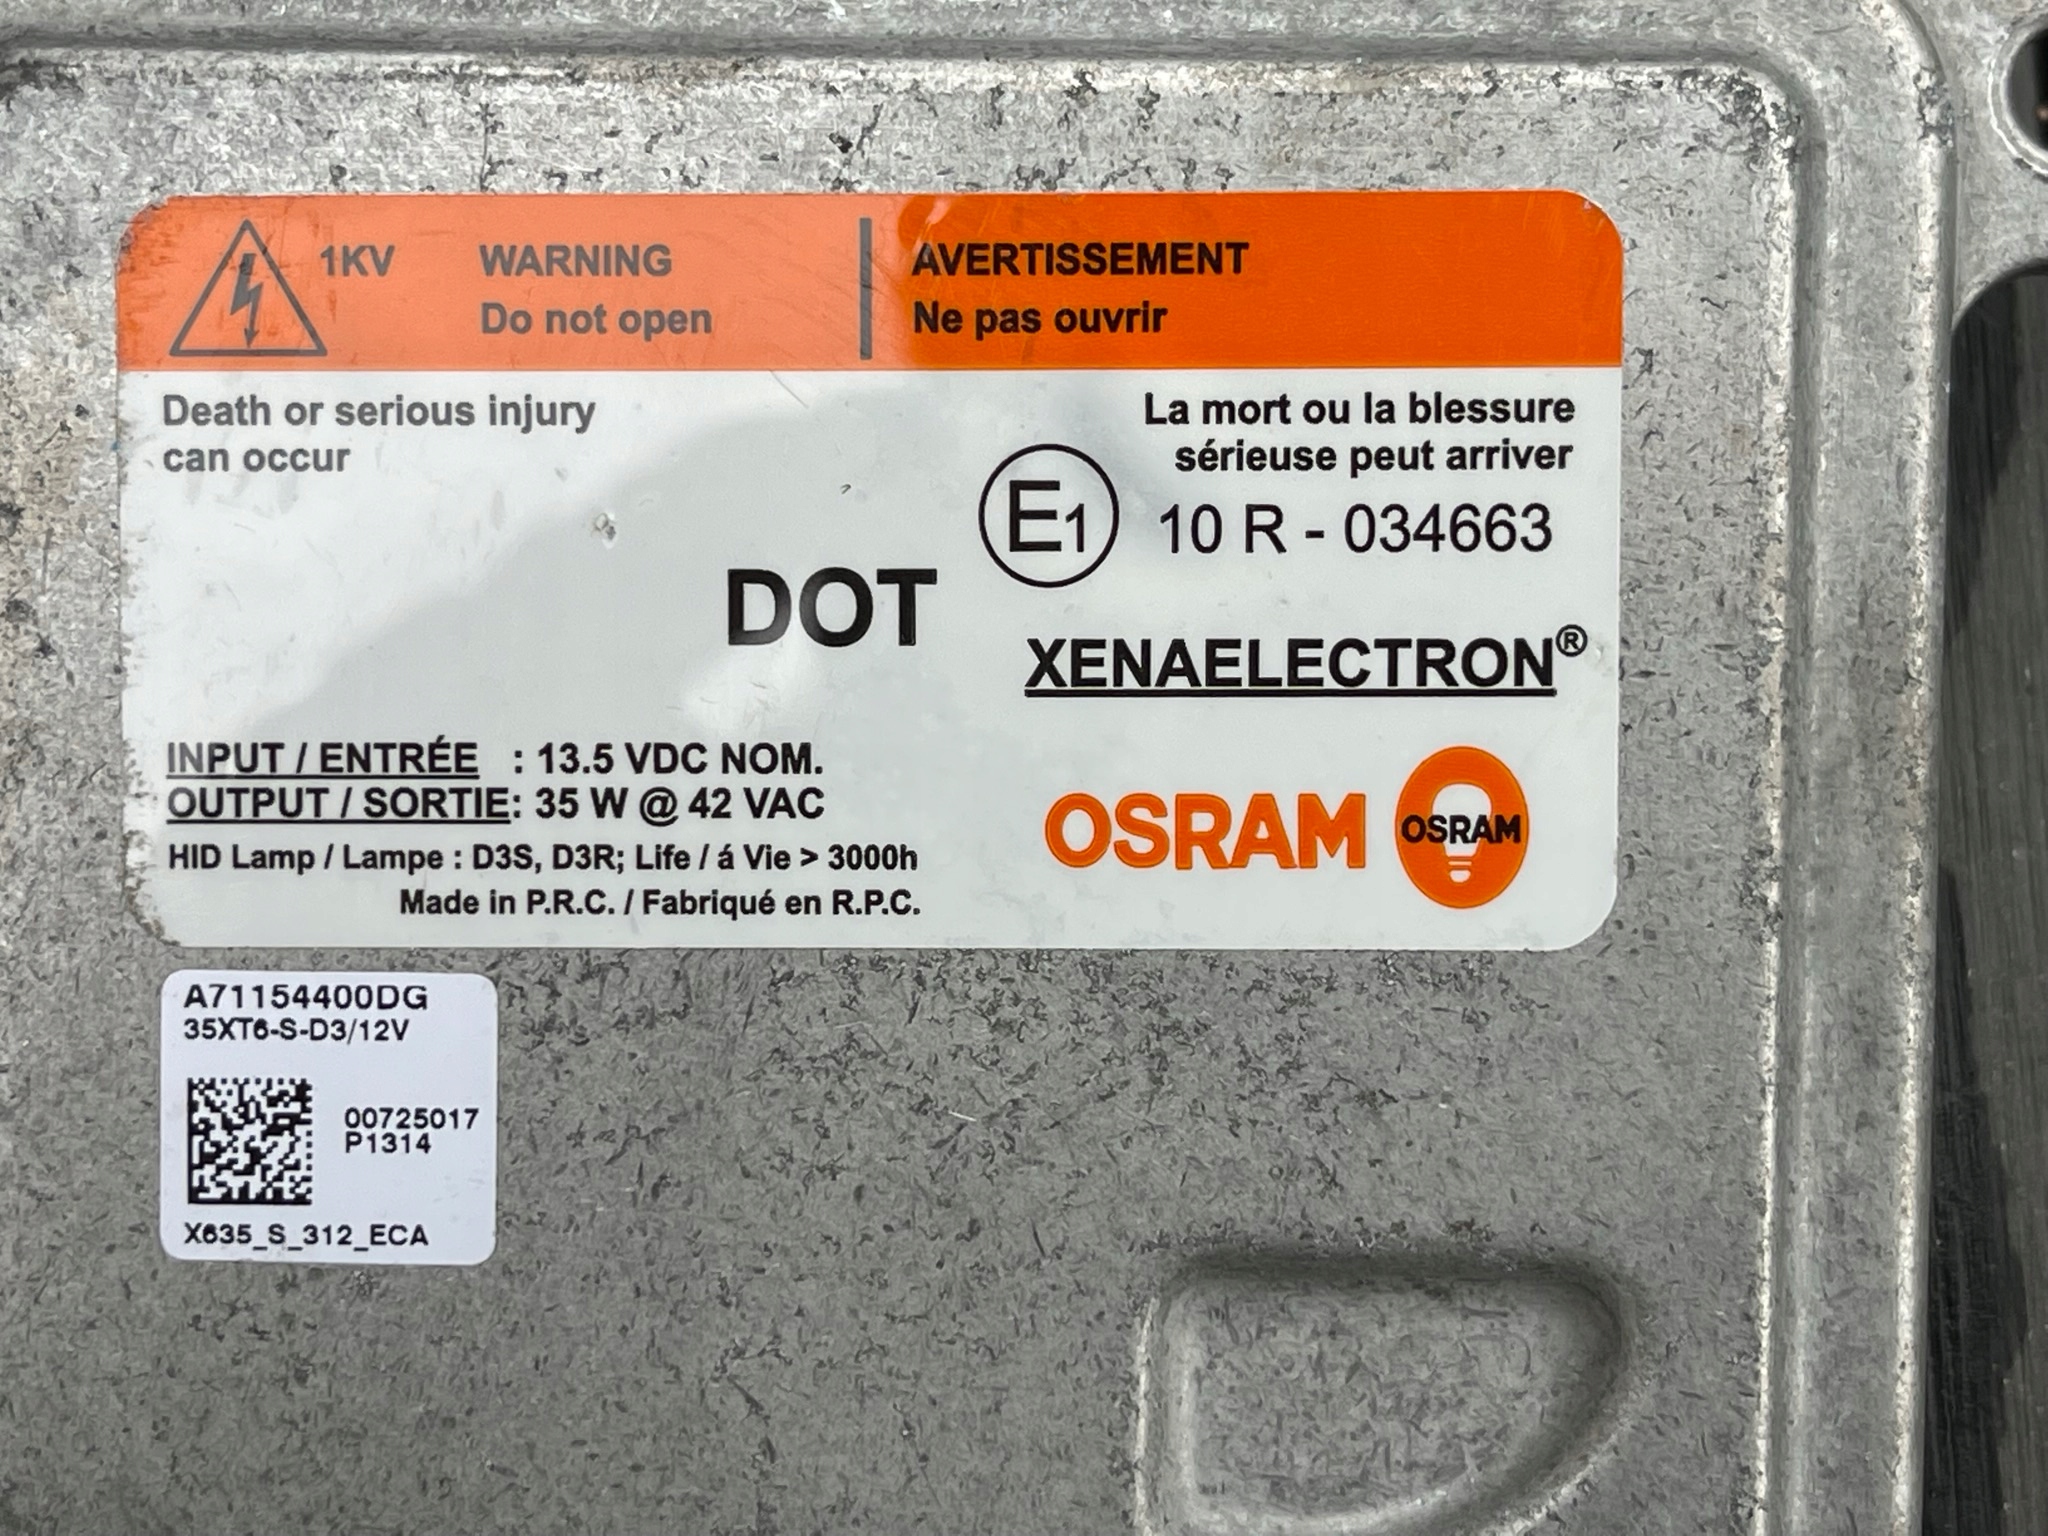 1KV WARNING
Do not open
AVERTISSEMENT
Ne pas ouvrir
Death or serious injury
can occur
La mort ou la blessure
sérieuse peut arriver
E1 10 R - 034663
DOT
XENAELECTRON®
INPUT / ENTRÉE : 13.5 VDC NOM.
OUTPUT / SORTIE: 35 W @ 42 VAC
HID Lamp / Lampe : D3S, D3R; Life / á Vie > 3000h
Made in P.R.C. / Fabriqué en R.P.C.
OSRAM OSRAM
A71154400DG
35XT6-S-D3/12V
00725017
P1314
X635_S_312_ECA